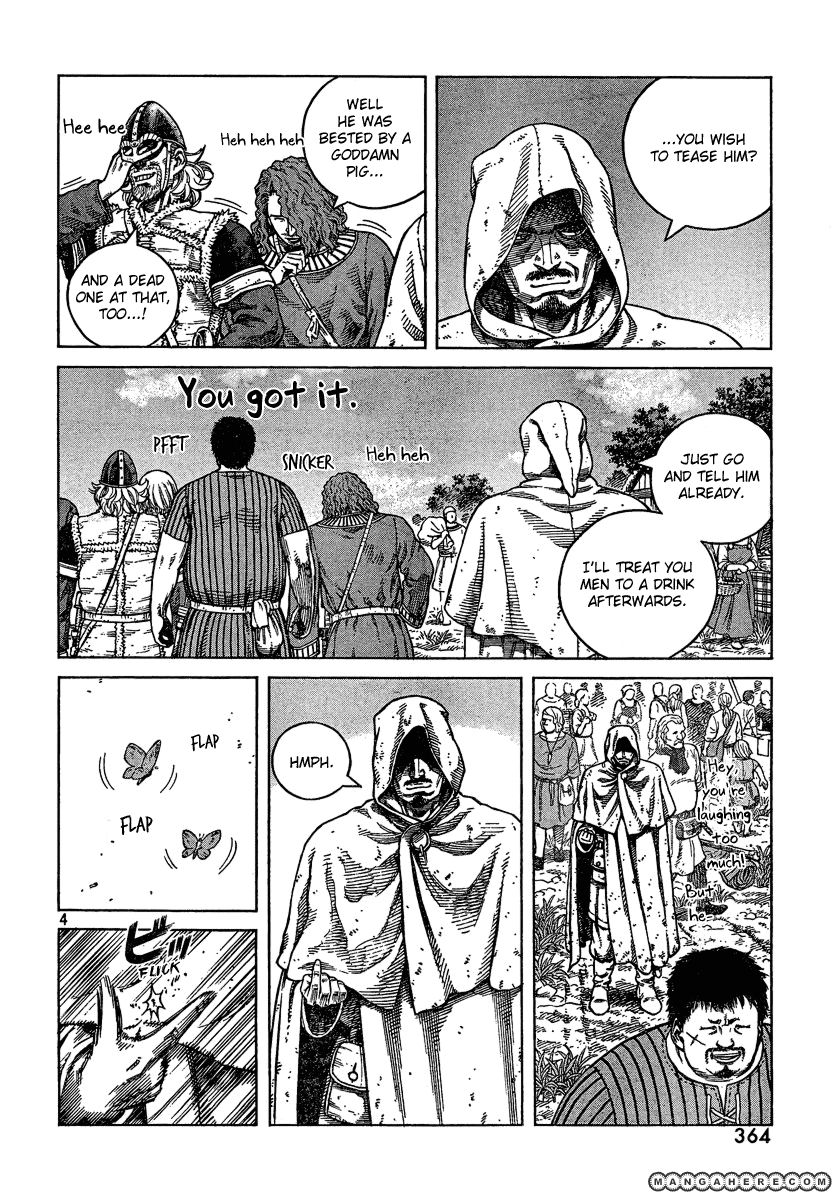 WELL
HE WAS
BESTED BY A
GODDAMN
PIG...
Hee hee
Heh heh heh
AND A DEAD
ONE AT THAT,
TOO...!
...YOU WISH
TO TEASE HIM?
You got it.
PFFT
SNICKER
Heh heh
JUST GO
AND TELL HIM
ALREADY.
I'LL TREAT YOU
MEN TO A DRINK
AFTERWARDS.
FLAP
FLAP
HMPH.
Hey,
you're
laughing
too
much!
But
he—
4
ビッ
FLICK
364
MANGAHERE.COM